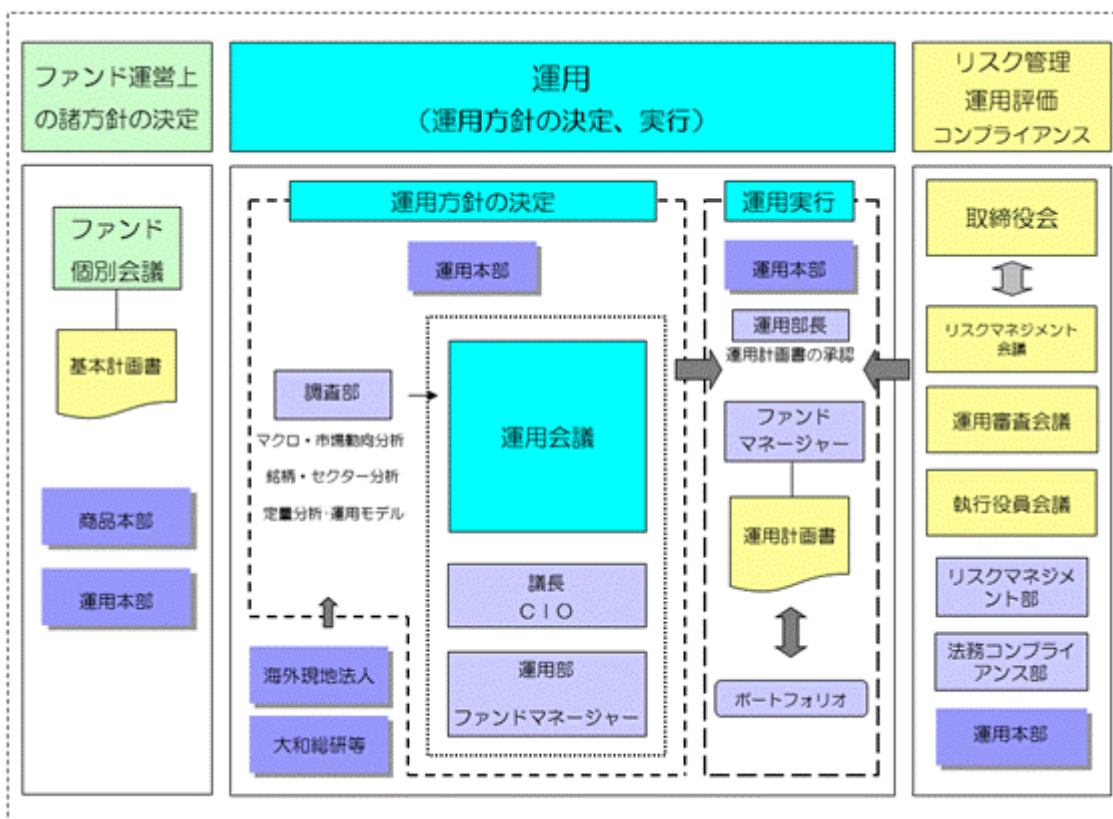 ファンド運営上
の諸方針の決定
運用
(運用方針の決定、実行)
リスク管理
運用評価
コンプライアンス
ファンド
個別会議
基本計画書
商品本部
運用本部
運用方針の決定
運用本部
調査部
マクロ・市場動向分析
銘柄・セクター分析
定量分析・運用モデル
運用会議
議長
CIO
運用部
ファンドマネージャー
海外現地法人
大和総研等
運用実行
運用本部
運用部長
運用計画書の承認
ファンド
マネージャー
運用計画書
ポートフォリオ
取締役会
リスクマネジメント
会議
運用審査会議
執行役員会議
リスクマネジメ
ント部
法務コンプライ
アンス部
運用本部